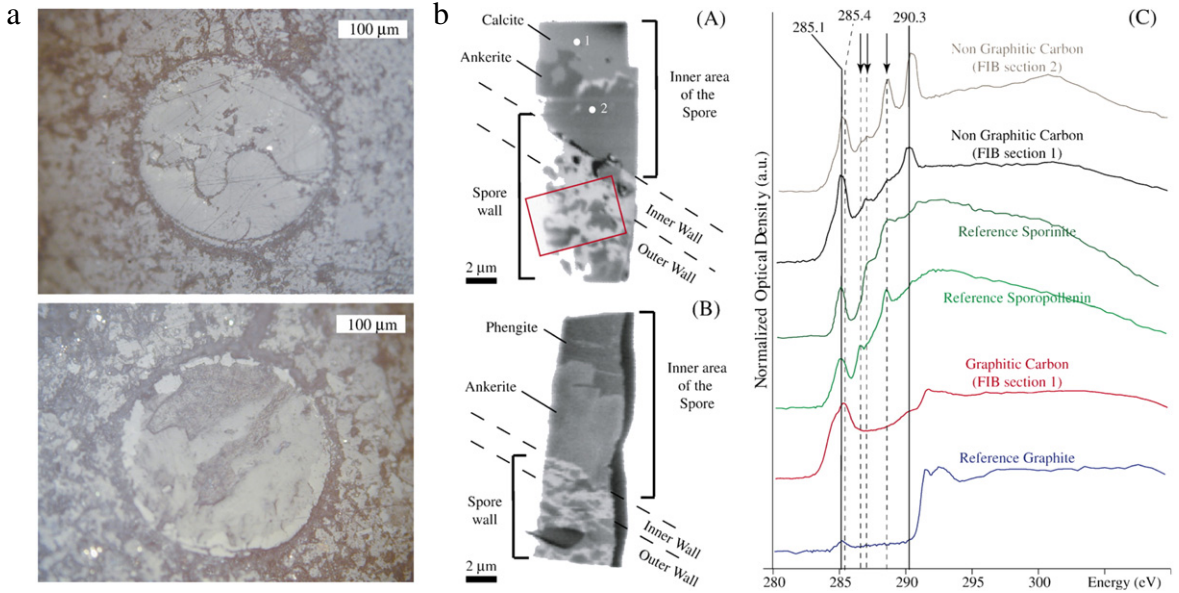 a
100 µm
100 µm
b
(A)
Calcite
1
Ankerite
2
Inner area
of the
Spore
Spore
wall
Inner Wall
Outer Wall
2 µm
(B)
Phengite
Ankerite
Inner area
of the
Spore
Spore
wall
Inner Wall
Outer Wall
2 µm
(C)
285.1
285.4
290.3
Non Graphitic Carbon
(FIB section 2)
Non Graphitic Carbon
(FIB section 1)
Reference Sporinite
Reference Sporopollenin
Graphitic Carbon
(FIB section 1)
Reference Graphite
Normalized Optical Density (a.u.)
280
285
290
300
Energy (eV)